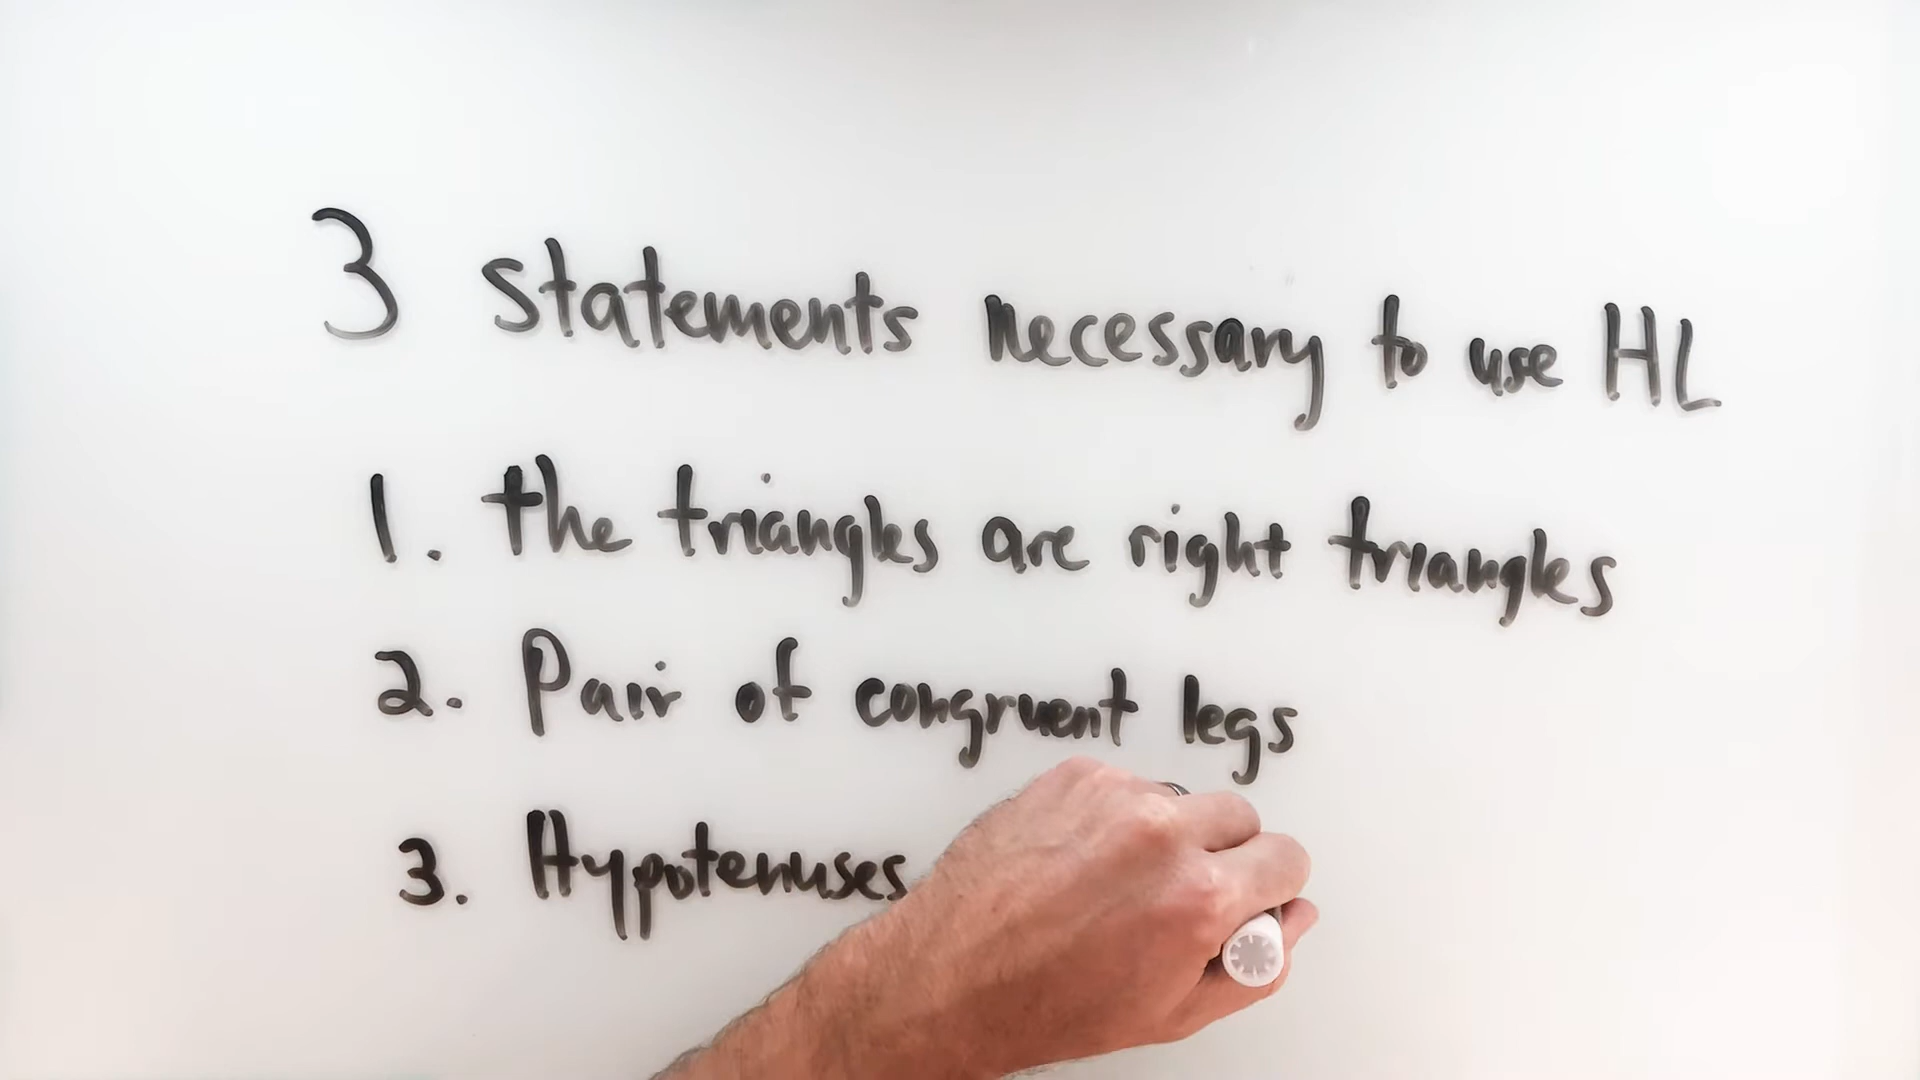 3 statements necessary to use HL
1. the triangles are right triangles
2. Pair of congruent legs
3. Hypotenuses